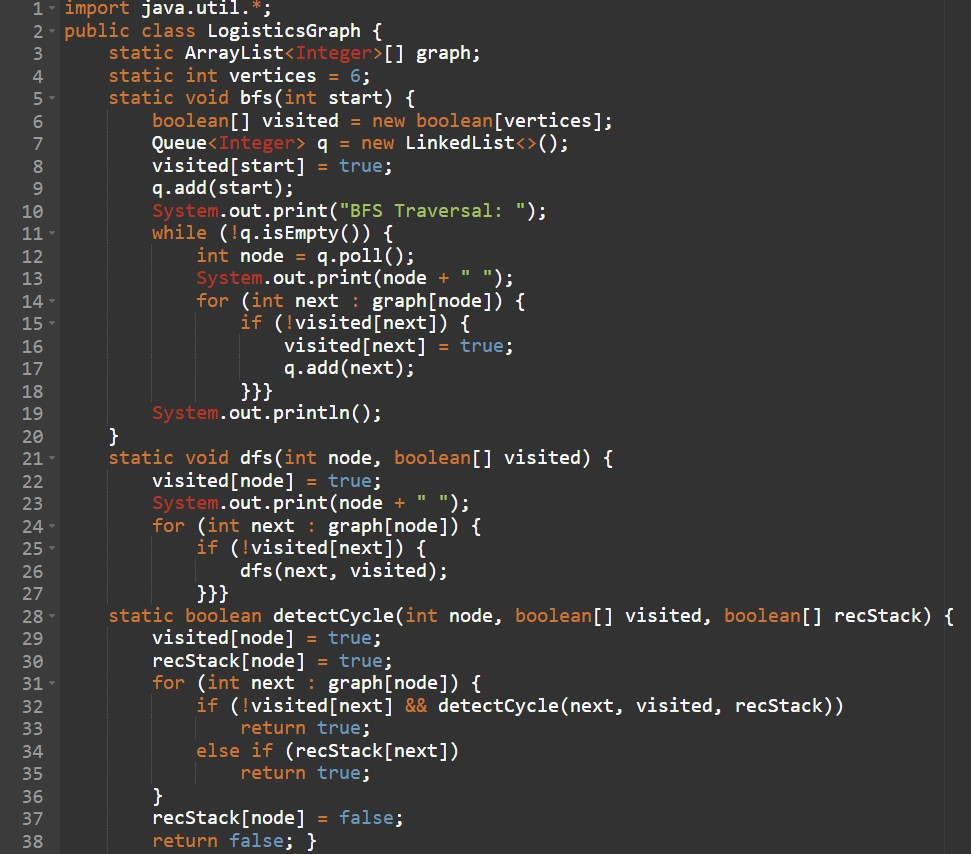 1 import java.util.*;
2 public class LogisticsGraph {
3     static ArrayList<Integer>[] graph;
4     static int vertices = 6;
5     static void bfs(int start) {
6         boolean[] visited = new boolean[vertices];
7         Queue<Integer> q = new LinkedList<>();
8         visited[start] = true;
9         q.add(start);
10         System.out.print("BFS Traversal: ");
11         while (!q.isEmpty()) {
12             int node = q.poll();
13             System.out.print(node + " ");
14             for (int next : graph[node]) {
15                 if (!visited[next]) {
16                     visited[next] = true;
17                     q.add(next);
18                 }}}
19         System.out.println();
20     }
21     static void dfs(int node, boolean[] visited) {
22         visited[node] = true;
23         System.out.print(node + " ");
24         for (int next : graph[node]) {
25             if (!visited[next]) {
26                 dfs(next, visited);
27             }}}
28     static boolean detectCycle(int node, boolean[] visited, boolean[] recStack) {
29         visited[node] = true;
30         recStack[node] = true;
31         for (int next : graph[node]) {
32             if (!visited[next] && detectCycle(next, visited, recStack))
33                 return true;
34             else if (recStack[next])
35                 return true;
36         }
37         recStack[node] = false;
38         return false; }